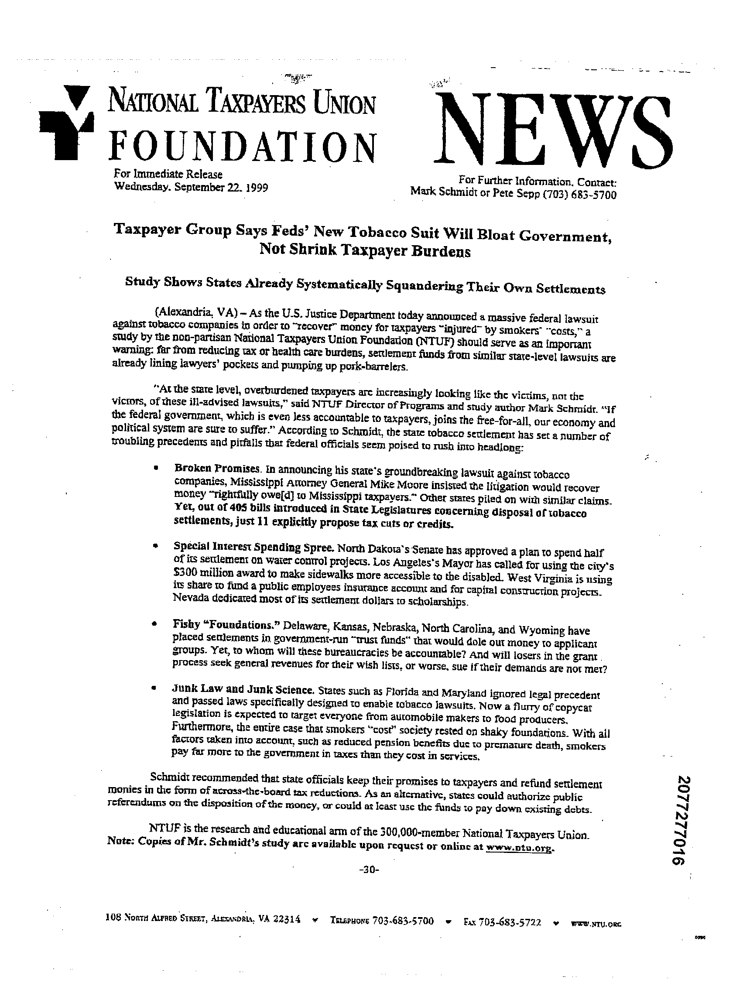 NATIONAL TAXPAYERS UNION
FOUNDATION
NEWS
For Immediate Release
Wednesday, September 22, 1999
For Further Information, Contact:
Mark Schmidt or Pete Sepp (703) 683-5700
Taxpayer Group Says Feds' New Tobacco Suit Will Bloat Government,
Not Shrink Taxpayer Burdens
Study Shows States Already Systematically Squandering Their Own Settlements
(Alexandria, VA) – As the U.S. Justice Department today announced a massive federal lawsuit
against tobacco companies in order to "recover" money for taxpayers "injured" by smokers' "costs," a
study by the non-partisan National Taxpayers Union Foundation (NTUF) should serve as an important
warning: far from reducing tax or health care burdens, settlement funds from similar state-level lawsuits are
already lining lawyers' pockets and pumping up pork-barrelers.
"At the state level, overburdened taxpayers are increasingly looking like the victims, not the
victors, of these ill-advised lawsuits," said NTUF Director of Programs and study author Mark Schmidt. "If
the federal government, which is even less accountable to taxpayers, joins the free-for-all, our economy and
political system are sure to suffer." According to Schmidt, the state tobacco settlement has set a number of
troubling precedents and pitfalls that federal officials seem poised to rush into headlong:
• Broken Promises. In announcing his state's groundbreaking lawsuit against tobacco
companies, Mississippi Attorney General Mike Moore insisted the litigation would recover
money "rightfully owe[d] to Mississippi taxpayers." Other states piled on with similar claims.
Yet, out of 405 bills introduced in State Legislatures concerning disposal of tobacco
settlements, just 11 explicitly propose tax cuts or credits.
• Special Interest Spending Spree. North Dakota's Senate has approved a plan to spend half
of its settlement on water control projects. Los Angeles's Mayor has called for using the city's
$300 million award to make sidewalks more accessible to the disabled. West Virginia is using
its share to fund a public employees insurance account and for capital construction projects.
Nevada dedicated most of its settlement dollars to scholarships.
• Fishy "Foundations." Delaware, Kansas, Nebraska, North Carolina, and Wyoming have
placed settlements in government-run "trust funds" that would dole out money to applicant
groups. Yet, to whom will these bureaucracies be accountable? And will losers in the grant
process seek general revenues for their wish lists, or worse, sue if their demands are not met?
• Junk Law and Junk Science. States such as Florida and Maryland ignored legal precedent
and passed laws specifically designed to enable tobacco lawsuits. Now a flurry of copycat
legislation is expected to target everyone from automobile makers to food producers.
Furthermore, the entire case that smokers "cost" society rested on shaky foundations. With all
factors taken into account, such as reduced pension benefits due to premature death, smokers
pay far more to the government in taxes than they cost in services.
Schmidt recommended that state officials keep their promises to taxpayers and refund settlement
monies in the form of across-the-board tax reductions. As an alternative, states could authorize public
referendums on the disposition of the money, or could at least use the funds to pay down existing debts.
NTUF is the research and educational arm of the 300,000-member National Taxpayers Union.
Note: Copies of Mr. Schmidt's study are available upon request or online at www.ntu.org.
-30-
108 NORTH ALFRED STREET, ALEXANDRIA, VA 22314 ♥ TELEPHONE 703-683-5700 ♥ FAX 703-683-5722 ♥ WWW.NTU.ORG
2077277016